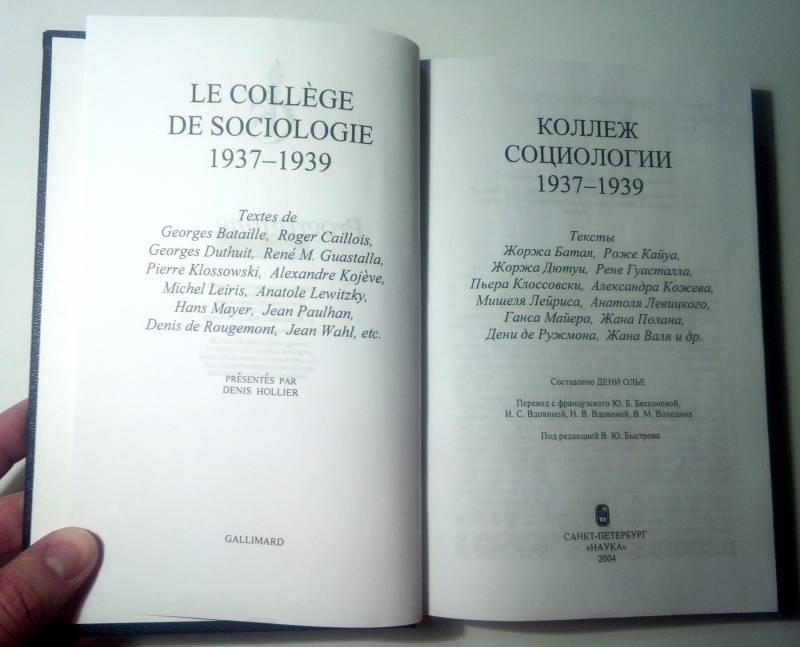 LE COLLÈGE
DE SOCIOLOGIE
1937–1939
Textes de
Georges Bataille, Roger Caillois,
Georges Duthuit, René M. Guastalla,
Pierre Klossowski, Alexandre Kojève,
Michel Leiris, Anatole Lewitzky,
Hans Mayer, Jean Paulhan,
Denis de Rougemont, Jean Wahl, etc.
PRÉSENTÉS PAR
DENIS HOLLIER
GALLIMARD
КОЛЛЕЖ
СОЦИОЛОГИИ
1937–1939
Тексты
Жоржа Батая, Роже Кайуа,
Жоржа Дютуи, Рене Гуасталла,
Пьера Клоссовски, Александра Кожева,
Мишеля Лейриса, Анатоля Левицкого,
Ганса Майера, Жана Полана,
Дени де Ружмона, Жана Валя и др.
Составлено ДЕНИ ОЛЬЕ
Перевод с французского Ю. Б. Бессоновой,
И. С. Вдовиной, Н. В. Вдовиной, В. М. Володина
Под редакцией В. Ю. Быстрова
САНКТ-ПЕТЕРБУРГ
«НАУКА»
2004